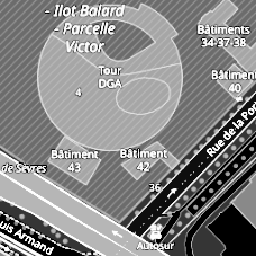 - Ilot Balard
- Parcelle
Victor
Bâtiments
34-37-38
Tour
DGA
4
Bâtiment
40
Rue de la Por
Bâtiment
43
Bâtiment
42
de Sèvres
36
uis Armand
Autosur